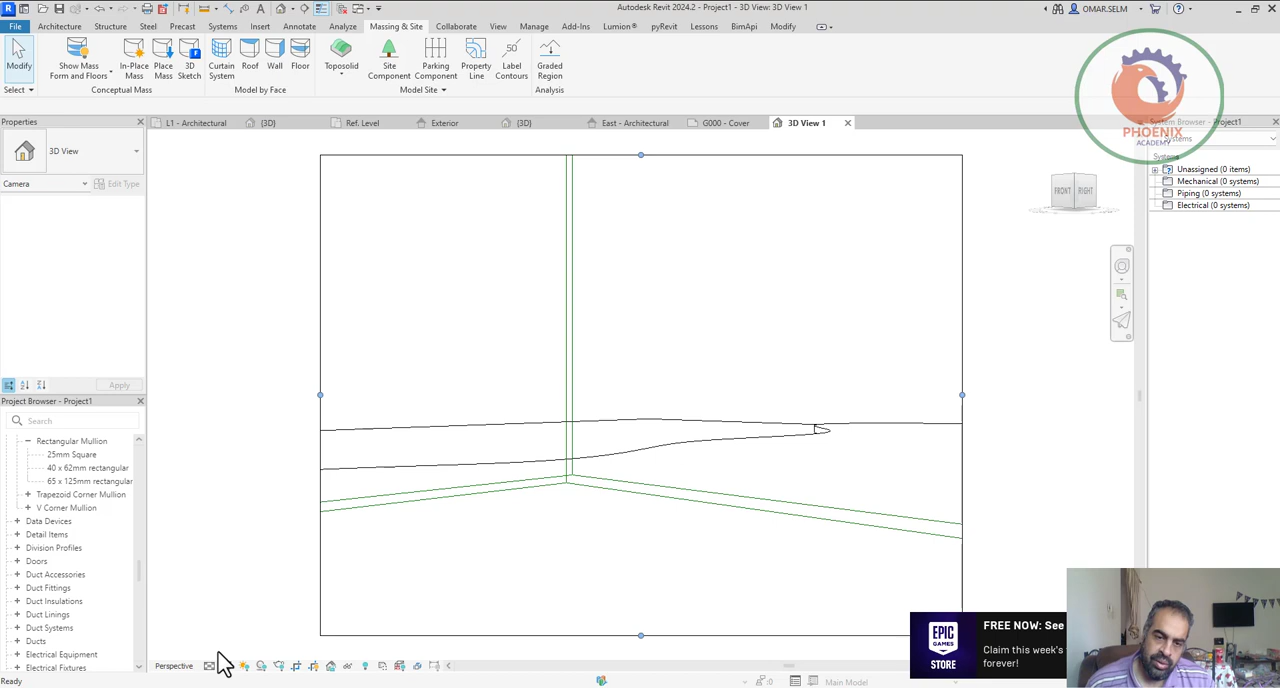 Autodesk Revit 2024.2 - Project1 - 3D View: 3D View 1
OMAR.SELM
File Architecture Structure Steel Precast Systems Insert Annotate Analyze Massing & Site Collaborate View Manage Add-Ins Lumion® pyRevit Lessons BimApi Modify
Modify
Show Mass
Form and Floors
In-Place
Mass
Place
Mass
3D
Sketch
Curtain
System
Roof
Wall
Floor
Toposolid
Site
Component
Parking
Component
Property
Line
Label
Contours
50
Graded
Region
Select
Conceptual Mass
Model by Face
Model Site
Analysis
PHOENIX
ACADEMY
Properties
L1 - Architectural
{3D}
Ref. Level
Exterior
{3D}
East - Architectural
G000 - Cover
3D View 1
System Browser - Project1
3D View
Systems
Camera
Edit Type
Systems
Unassigned (0 items)
Mechanical (0 systems)
Piping (0 systems)
Electrical (0 systems)
FRONT
RIGHT
Apply
Project Browser - Project1
Search
Rectangular Mullion
25mm Square
40 x 62mm rectangular
65 x 125mm rectangular
Trapezoid Corner Mullion
V Corner Mullion
Data Devices
Detail Items
Division Profiles
Doors
Duct Accessories
Duct Fittings
Duct Insulations
Duct Linings
Duct Systems
Ducts
Electrical Equipment
Electrical Fixtures
EPIC
GAMES
STORE
FREE NOW: See
Claim this week's
forever!
Perspective
Ready
:0
Main Model